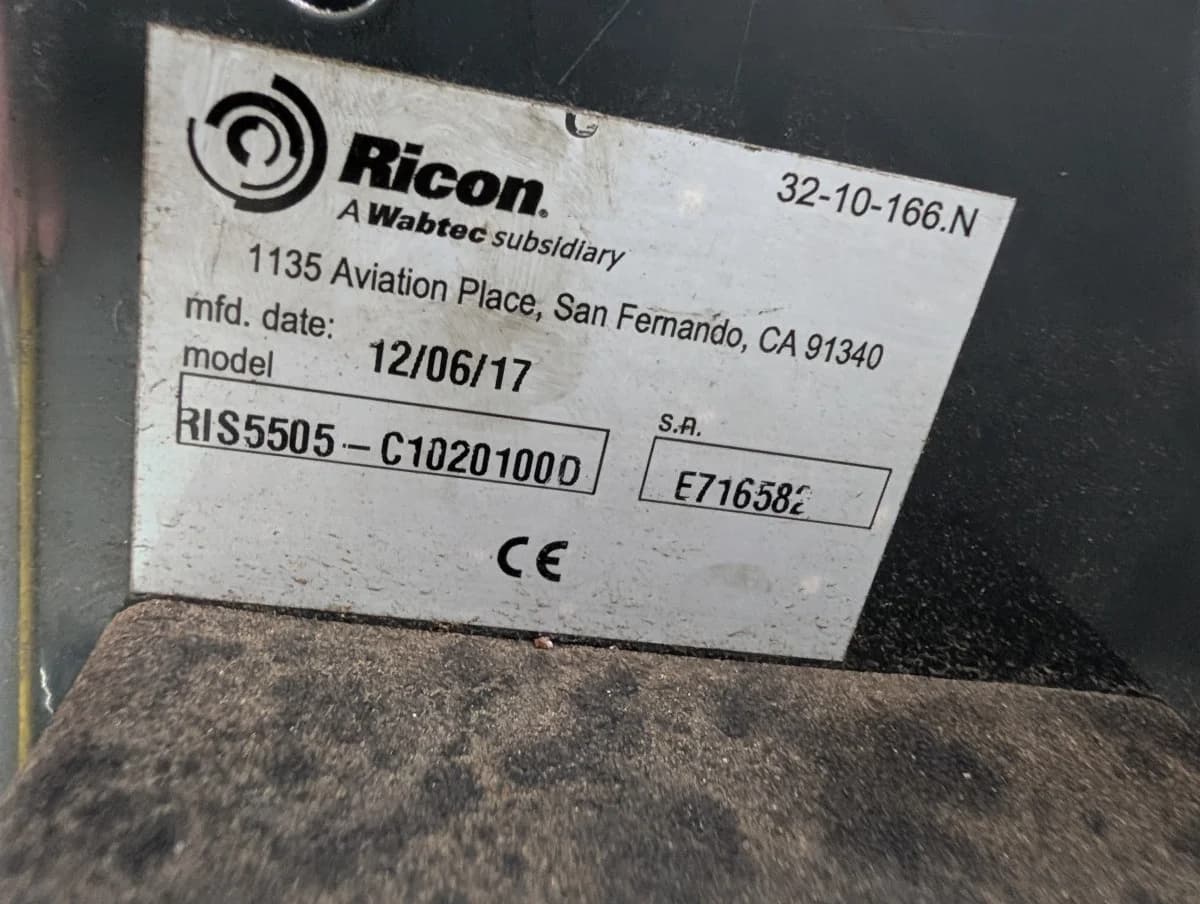 Ricon®
A Wabtec subsidiary
32-10-166.N
1135 Aviation Place, San Fernando, CA 91340
mfd. date: 12/06/17
model
RIS5505-C1020100D
S.A.
E716582
CE